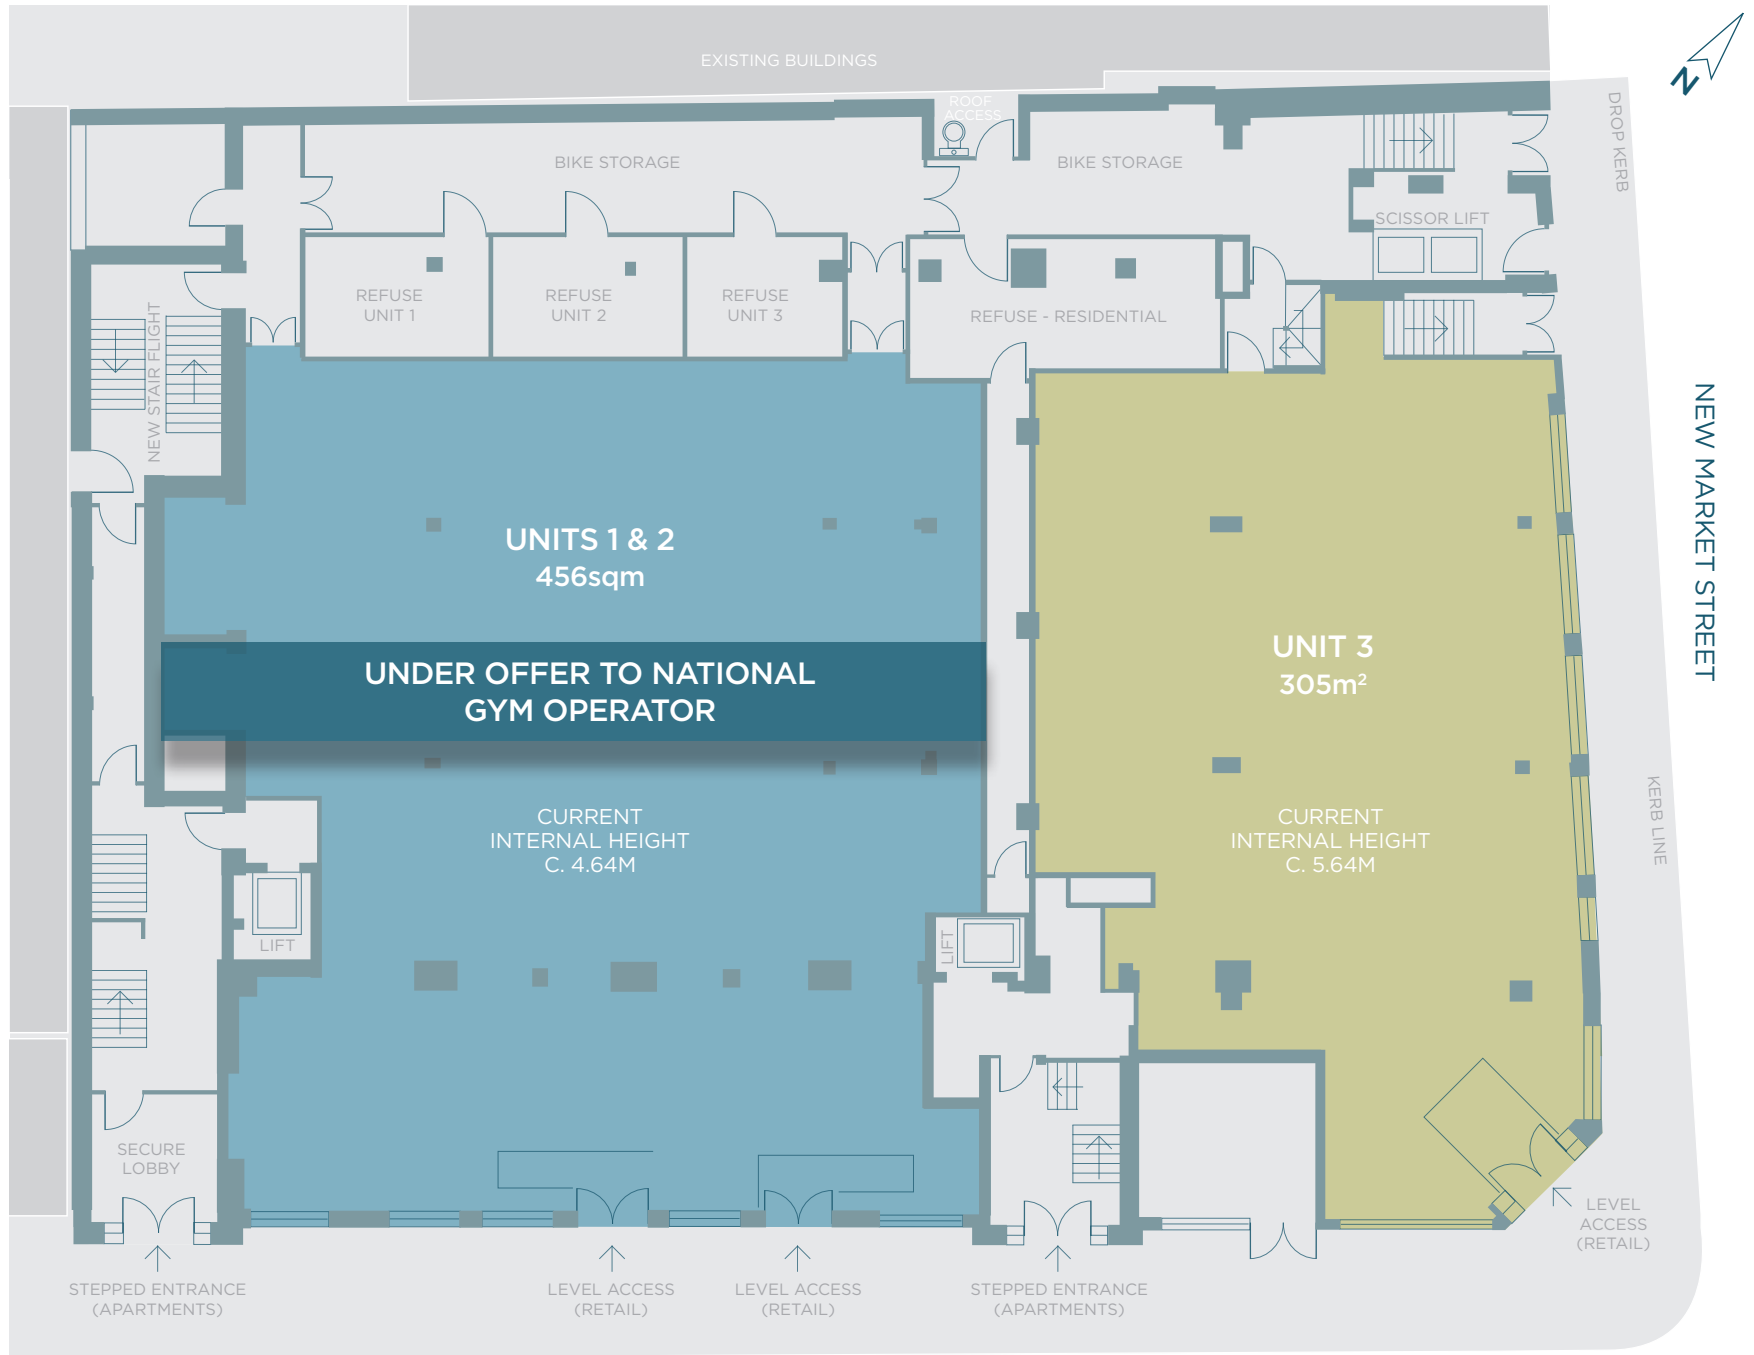 EXISTING BUILDINGS
N
ROOF
ACCESS
DROP KERB
BIKE STORAGE
BIKE STORAGE
SCISSOR LIFT
REFUSE
UNIT 1
REFUSE
UNIT 2
REFUSE
UNIT 3
REFUSE - RESIDENTIAL
NEW STAIR FLIGHT
NEW MARKET STREET
UNITS 1 & 2
456sqm
UNIT 3
305m²
UNDER OFFER TO NATIONAL
GYM OPERATOR
CURRENT
INTERNAL HEIGHT
C. 4.64M
CURRENT
INTERNAL HEIGHT
C. 5.64M
KERB LINE
LIFT
LIFT
SECURE
LOBBY
LEVEL
ACCESS
(RETAIL)
STEPPED ENTRANCE
(APARTMENTS)
LEVEL ACCESS
(RETAIL)
LEVEL ACCESS
(RETAIL)
STEPPED ENTRANCE
(APARTMENTS)